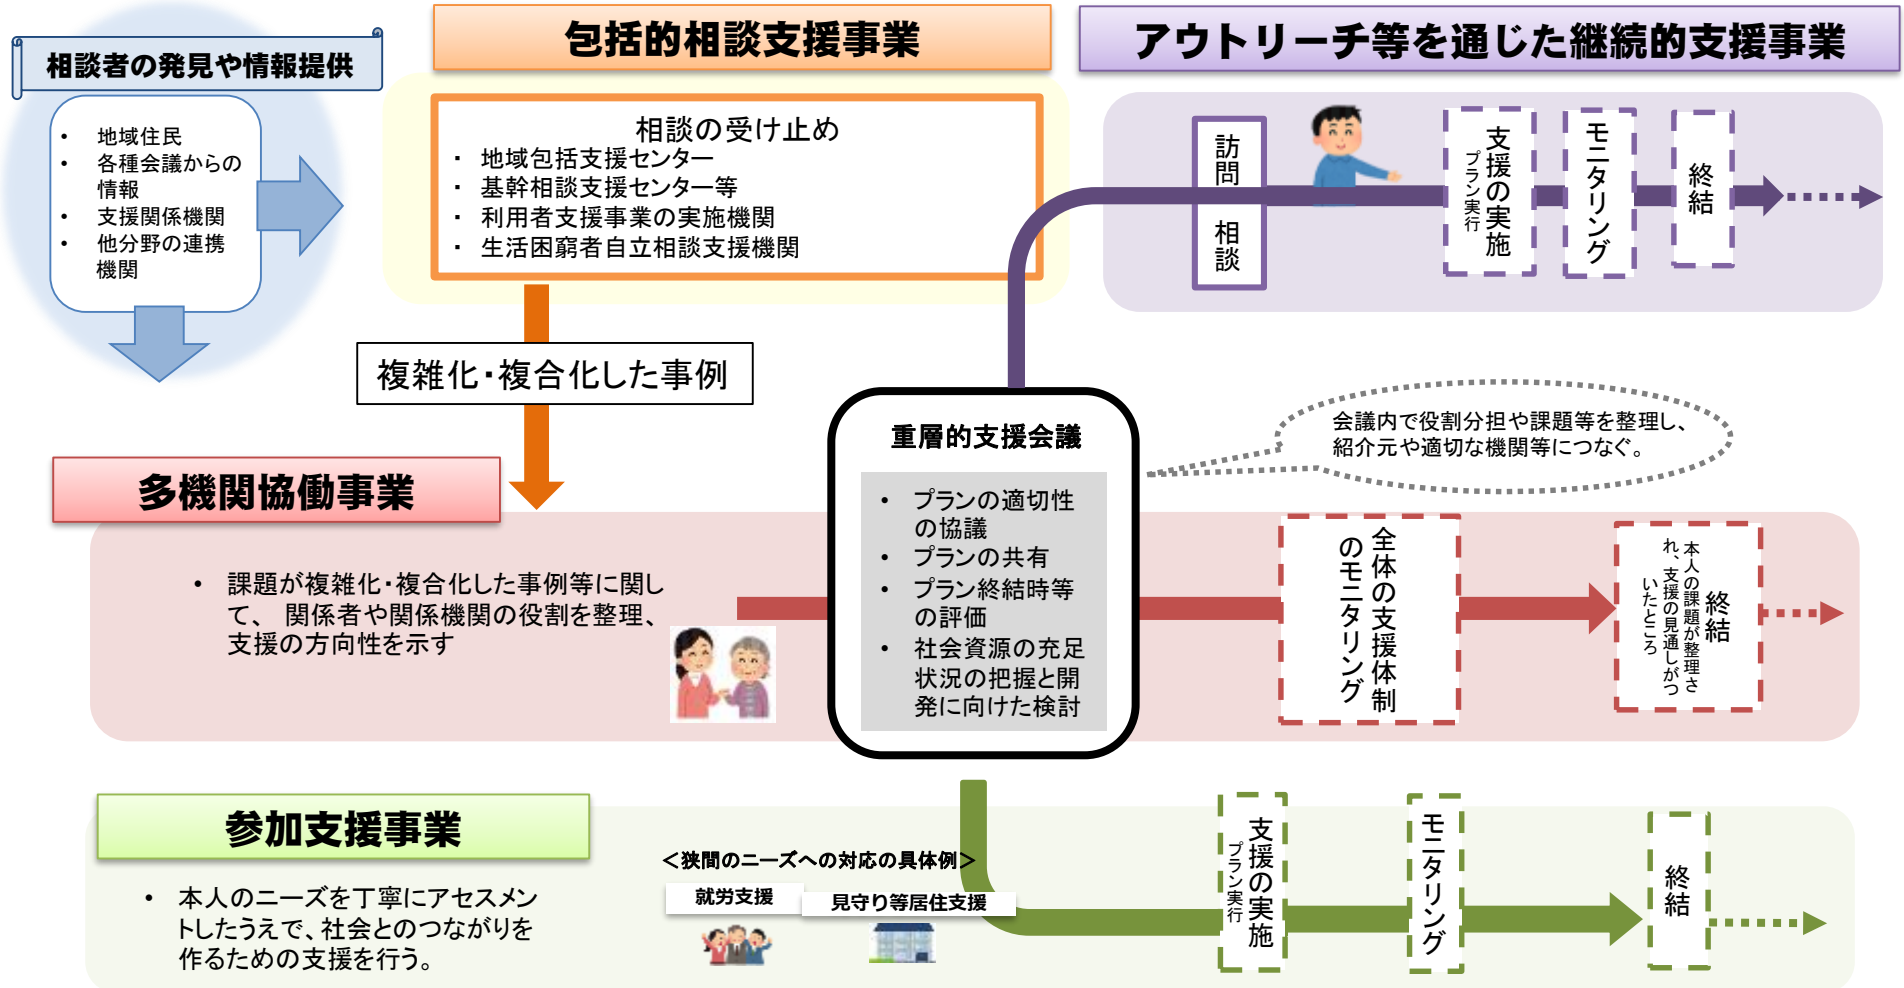 相談者の発見や情報提供
・ 地域住民
・ 各種会議からの
情報
・ 支援関係機関
・ 他分野の連携
機関
包括的相談支援事業
相談の受け止め
・ 地域包括支援センター
・ 基幹相談支援センター等
・ 利用者支援事業の実施機関
・ 生活困窮者自立相談支援機関
アウトリーチ等を通じた継続的支援事業
訪問 相談
支援の実施
プラン実行
モニタリング
終結
複雑化・複合化した事例
重層的支援会議
・ プランの適切性
の協議
・ プランの共有
・ プラン終結時等
の評価
・ 社会資源の充足
状況の把握と開
発に向けた検討
会議内で役割分担や課題等を整理し、
紹介元や適切な機関等につなぐ。
多機関協働事業
・ 課題が複雑化・複合化した事例等に関し
て、 関係者や関係機関の役割を整理、
支援の方向性を示す
全体の支援体制
のモニタリング
終結
本人の課題が整理さ
れ、支援の見通しがつ
いたところ
参加支援事業
・ 本人のニーズを丁寧にアセスメン
トしたうえで、社会とのつながりを
作るための支援を行う。
＜狭間のニーズへの対応の具体例＞
就労支援
見守り等居住支援
支援の実施
プラン実行
モニタリング
終結